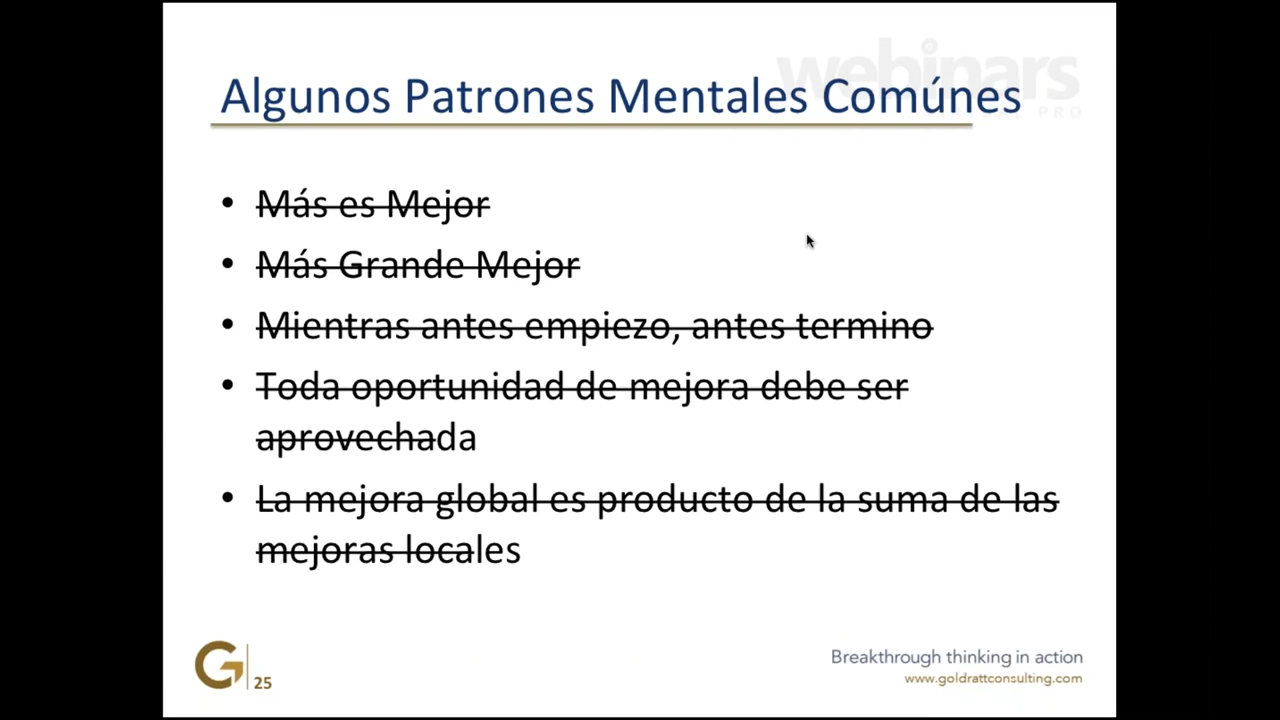 webinars
Algunos Patrones Mentales Comúnes
PRO
• Más es Mejor
• Más Grande Mejor
• Mientras antes empiezo, antes termino
• Toda oportunidad de mejora debe ser
aprovechada
• La mejora global es producto de la suma de las
mejoras locales
G 25
Breakthrough thinking in action
www.goldrattconsulting.com